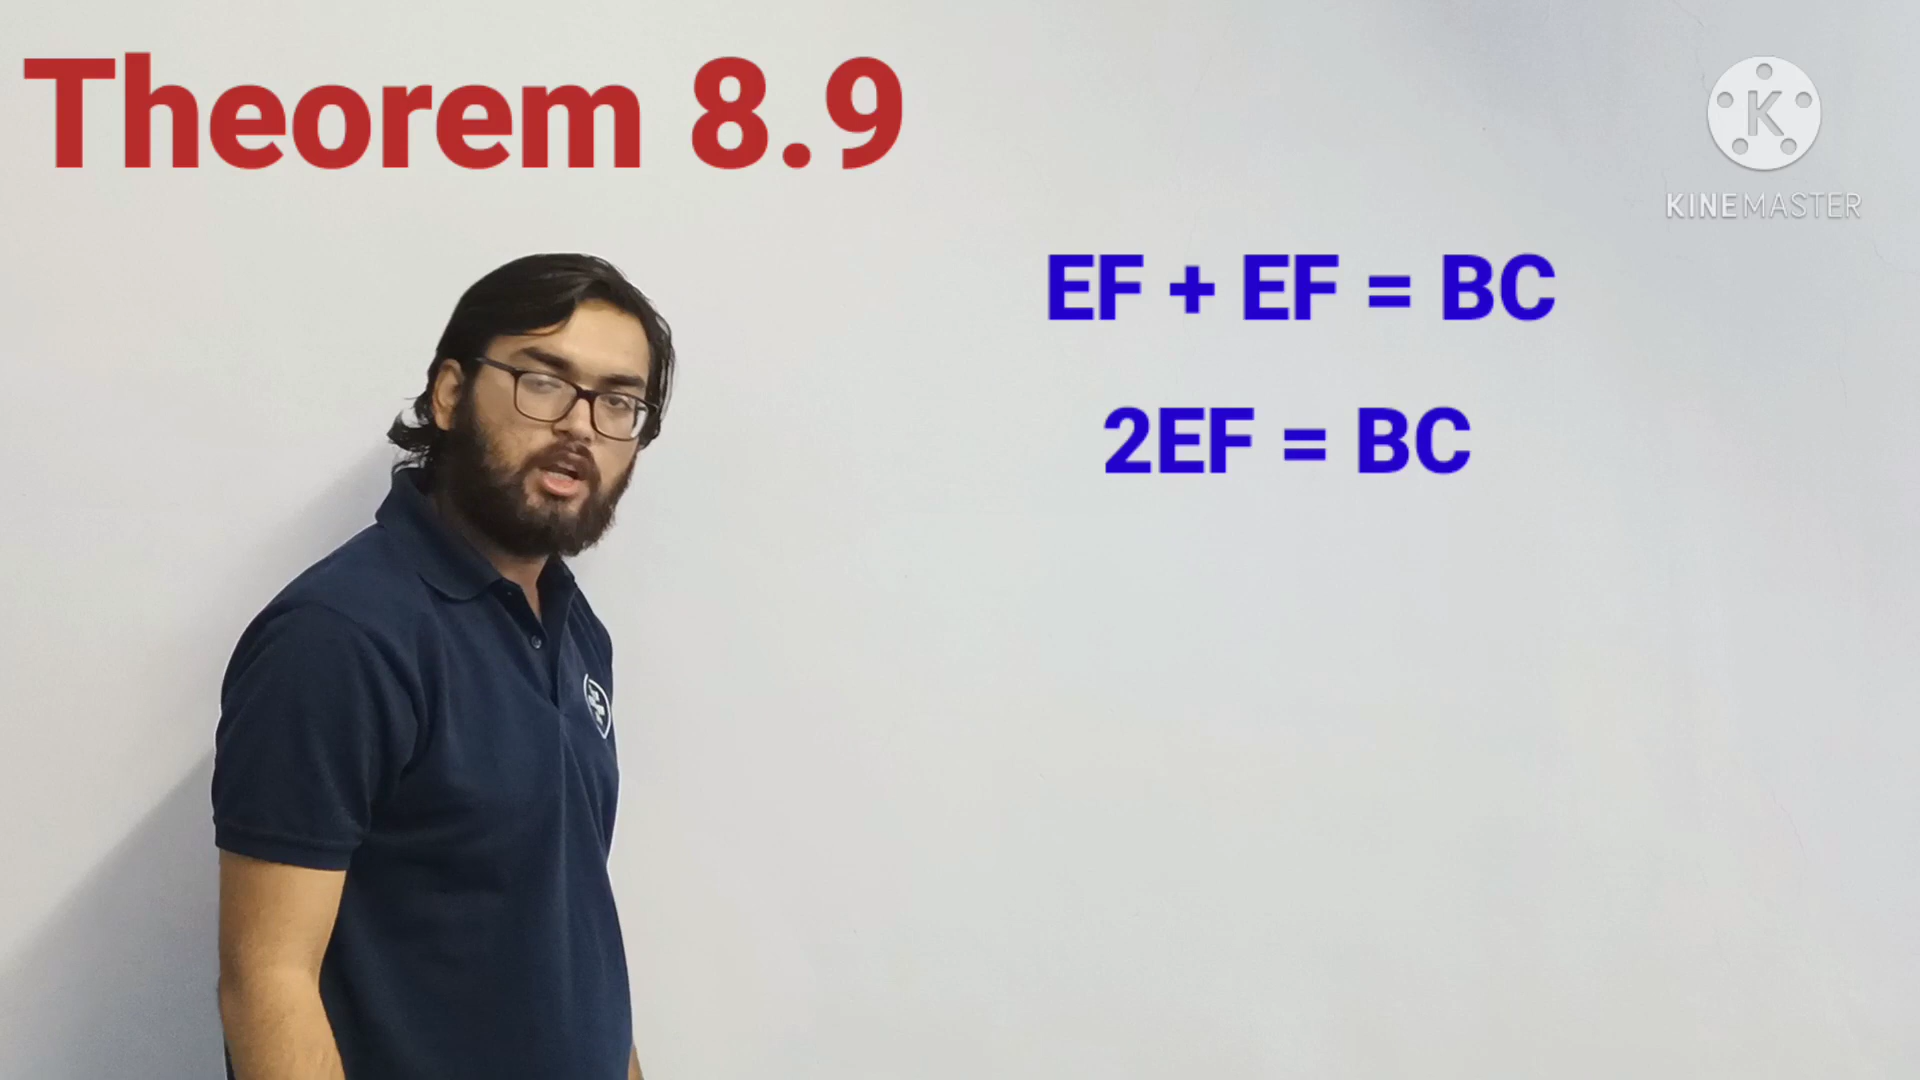 Theorem 8.9
K
KINEMASTER
EF + EF = BC
2EF = BC